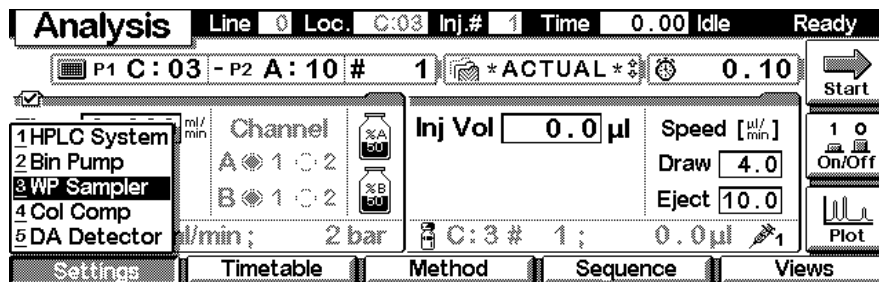 Analysis Line 0 Loc. C:03 Inj.# 1 Time 0.00 Idle Ready
P1 C:03 - P2 A:10 # 1 *ACTUAL* 0.10
Start
ml/min Channel %A 50 Inj Vol 0.0 µl Speed [µl/min]
1 HPLC System
2 Bin Pump A 1 2 Draw 4.0 1 0 On/Off
3 WP Sampler
4 Col Comp B 1 2 %B 50 Eject 10.0
5 DA Detector ml/min; 2 bar C:3# 1; 0.0µl 1 Plot
Settings Timetable Method Sequence Views